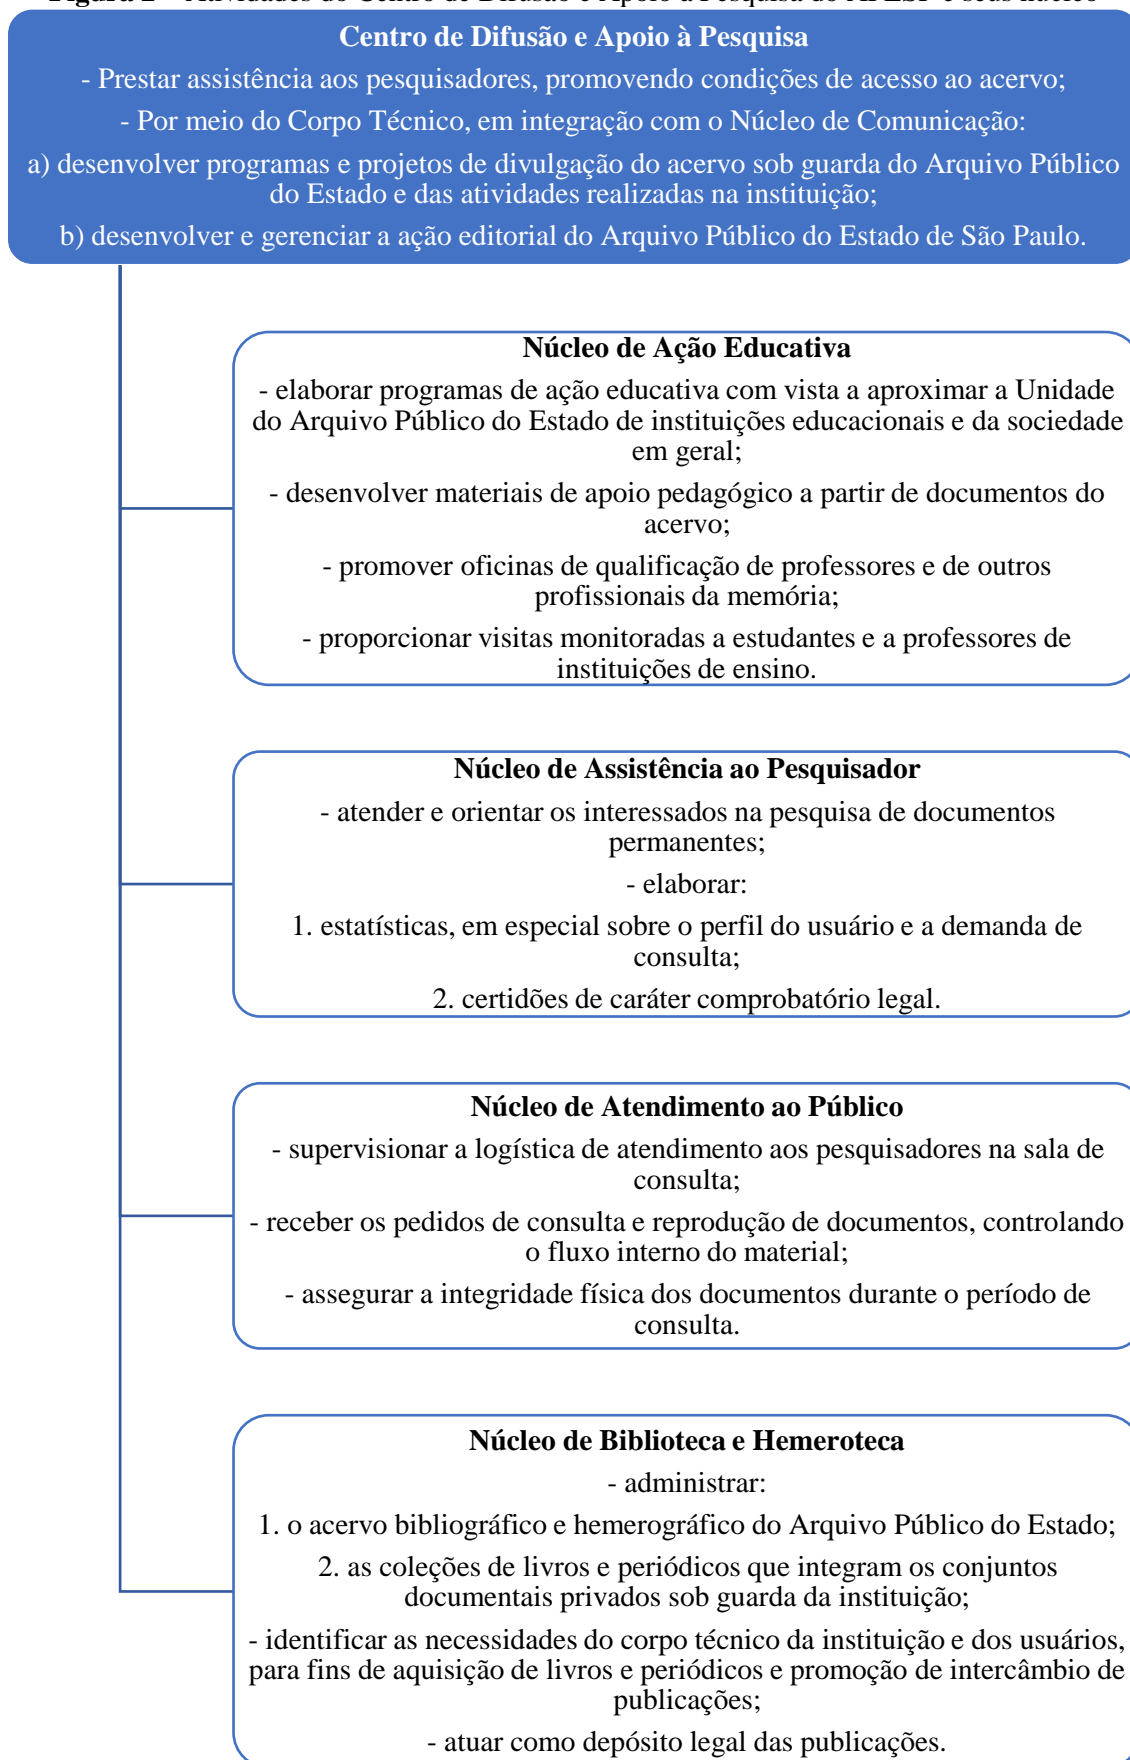 Centro de Difusão e Apoio à Pesquisa
- Prestar assistência aos pesquisadores, promovendo condições de acesso ao acervo;
- Por meio do Corpo Técnico, em integração com o Núcleo de Comunicação:
a) desenvolver programas e projetos de divulgação do acervo sob guarda do Arquivo Público
do Estado e das atividades realizadas na instituição;
b) desenvolver e gerenciar a ação editorial do Arquivo Público do Estado de São Paulo.
Núcleo de Ação Educativa
- elaborar programas de ação educativa com vista a aproximar a Unidade
do Arquivo Público do Estado de instituições educacionais e da sociedade
em geral;
- desenvolver materiais de apoio pedagógico a partir de documentos do
acervo;
- promover oficinas de qualificação de professores e de outros
profissionais da memória;
- proporcionar visitas monitoradas a estudantes e a professores de
instituições de ensino.
Núcleo de Assistência ao Pesquisador
- atender e orientar os interessados na pesquisa de documentos
permanentes;
- elaborar:
1. estatísticas, em especial sobre o perfil do usuário e a demanda de
consulta;
2. certidões de caráter comprobatório legal.
Núcleo de Atendimento ao Público
- supervisionar a logística de atendimento aos pesquisadores na sala de
consulta;
- receber os pedidos de consulta e reprodução de documentos, controlando
o fluxo interno do material;
- assegurar a integridade física dos documentos durante o período de
consulta.
Núcleo de Biblioteca e Hemeroteca
- administrar:
1. o acervo bibliográfico e hemerográfico do Arquivo Público do Estado;
2. as coleções de livros e periódicos que integram os conjuntos
documentais privados sob guarda da instituição;
- identificar as necessidades do corpo técnico da instituição e dos usuários,
para fins de aquisição de livros e periódicos e promoção de intercâmbio de
publicações;
- atuar como depósito legal das publicações.